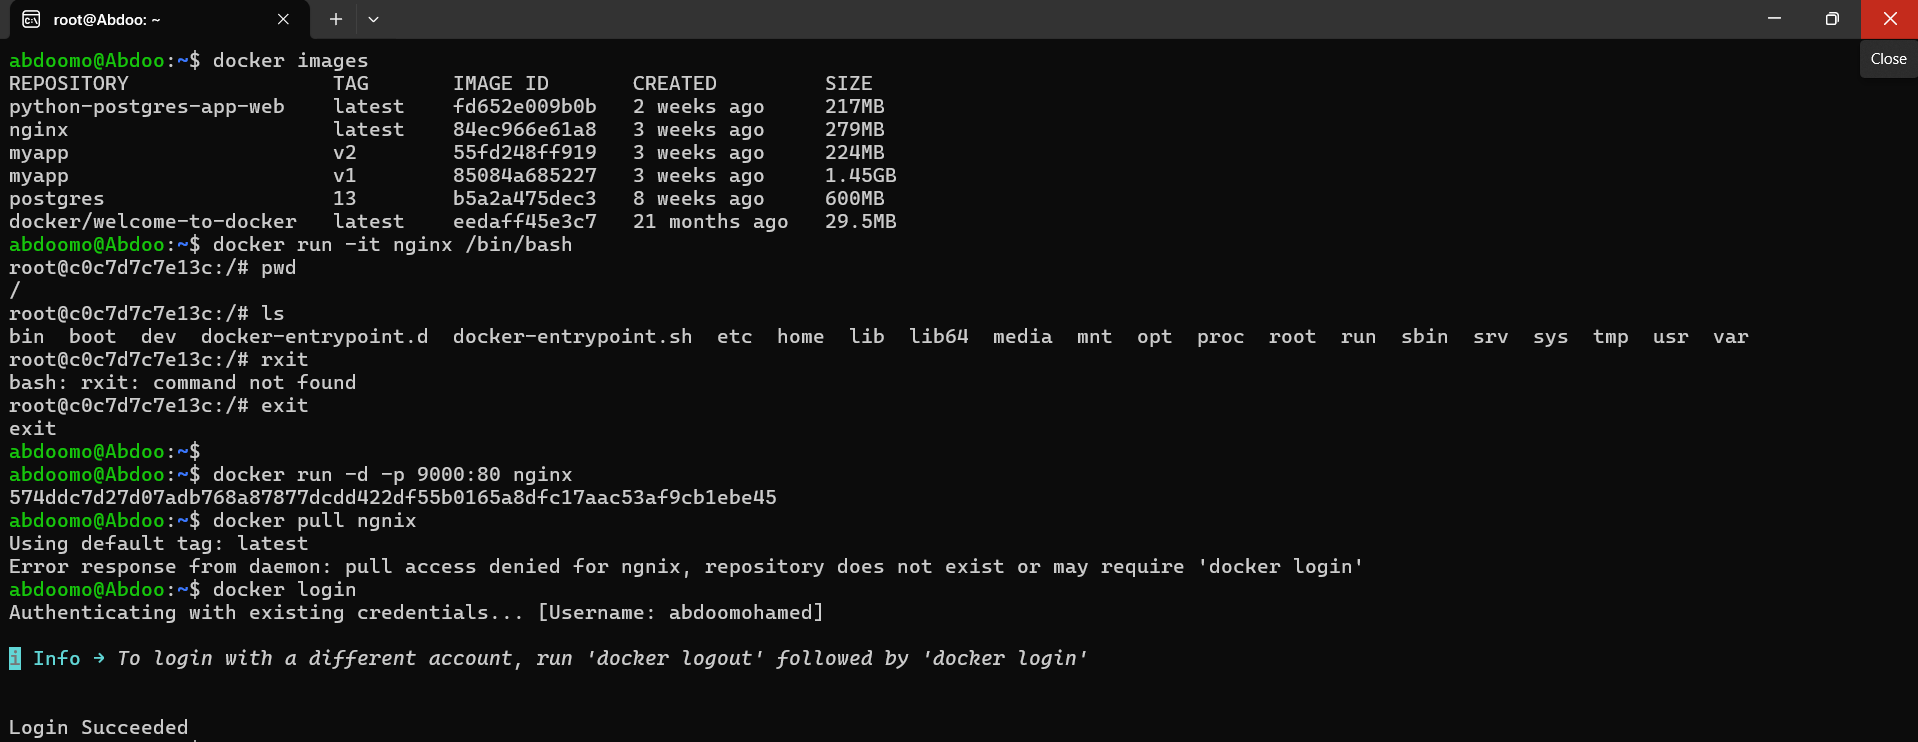 root@Abdoo: ~
Close
abdoomo@Abdoo:~$ docker images
REPOSITORY                 TAG       IMAGE ID       CREATED         SIZE
python-postgres-app-web    latest    fd652e009b0b   2 weeks ago     217MB
nginx                      latest    84ec966e61a8   3 weeks ago     279MB
myapp                      v2        55fd248ff919   3 weeks ago     224MB
myapp                      v1        85084a685227   3 weeks ago     1.45GB
postgres                   13        b5a2a475dec3   8 weeks ago     600MB
docker/welcome-to-docker   latest    eedaff45e3c7   21 months ago   29.5MB
abdoomo@Abdoo:~$ docker run -it nginx /bin/bash
root@c0c7d7c7e13c:/# pwd
/
root@c0c7d7c7e13c:/# ls
bin  boot  dev  docker-entrypoint.d  docker-entrypoint.sh  etc  home  lib  lib64  media  mnt  opt  proc  root  run  sbin  srv  sys  tmp  usr  var
root@c0c7d7c7e13c:/# rxit
bash: rxit: command not found
root@c0c7d7c7e13c:/# exit
exit
abdoomo@Abdoo:~$
abdoomo@Abdoo:~$ docker run -d -p 9000:80 nginx
574ddc7d27d07adb768a87877dcdd422df55b0165a8dfc17aac53af9cb1ebe45
abdoomo@Abdoo:~$ docker pull ngnix
Using default tag: latest
Error response from daemon: pull access denied for ngnix, repository does not exist or may require 'docker login'
abdoomo@Abdoo:~$ docker login
Authenticating with existing credentials... [Username: abdoomohamed]
i Info → To login with a different account, run 'docker logout' followed by 'docker login'
Login Succeeded